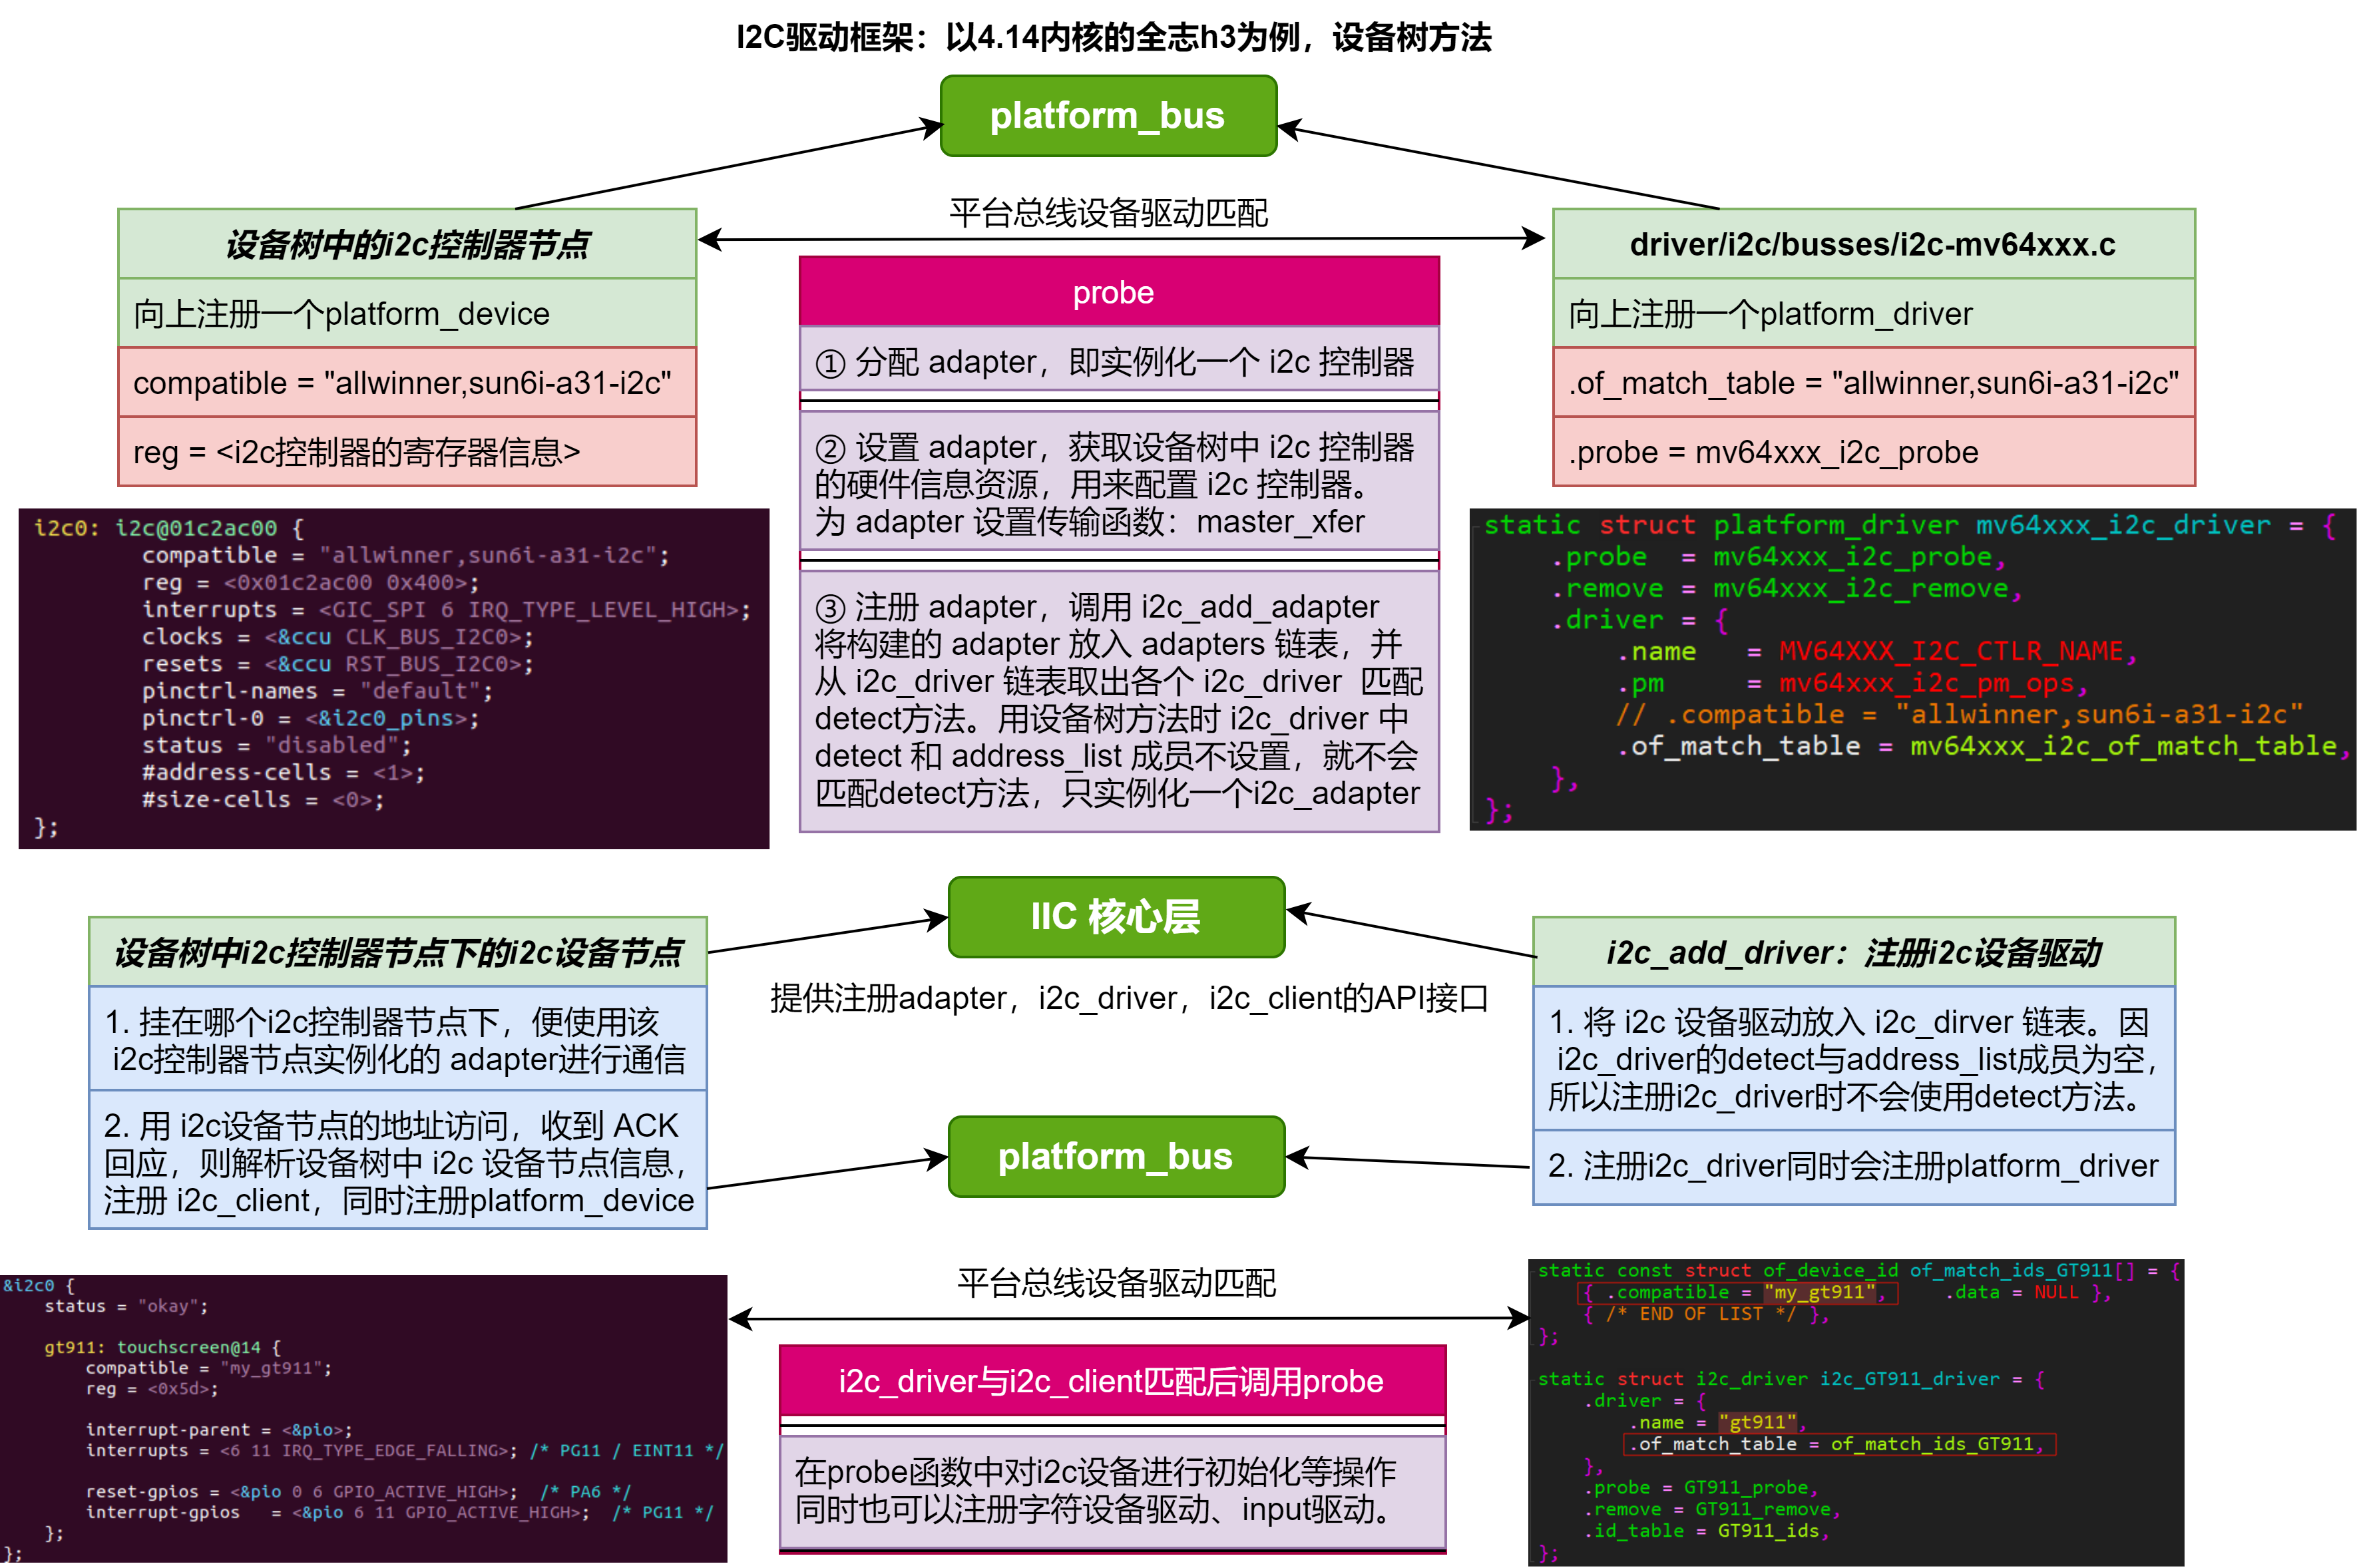 I2C驱动框架：以4.14内核的全志h3为例，设备树方法
platform_bus
平台总线设备驱动匹配
设备树中的i2c控制器节点
向上注册一个platform_device
compatible = "allwinner,sun6i-a31-i2c"
reg = <i2c控制器的寄存器信息>
i2c0: i2c@01c2ac00 {
compatible = "allwinner,sun6i-a31-i2c";
reg = <0x01c2ac00 0x400>;
interrupts = <GIC_SPI 6 IRQ_TYPE_LEVEL_HIGH>;
clocks = <&ccu CLK_BUS_I2C0>;
resets = <&ccu RST_BUS_I2C0>;
pinctrl-names = "default";
pinctrl-0 = <&i2c0_pins>;
status = "disabled";
#address-cells = <1>;
#size-cells = <0>;
};
probe
① 分配 adapter，即实例化一个 i2c 控制器
② 设置 adapter，获取设备树中 i2c 控制器
的硬件信息资源，用来配置 i2c 控制器。
为 adapter 设置传输函数：master_xfer
③ 注册 adapter，调用 i2c_add_adapter
将构建的 adapter 放入 adapters 链表，并
从 i2c_driver 链表取出各个 i2c_driver 匹配
detect方法。用设备树方法时 i2c_driver 中
detect 和 address_list 成员不设置，就不会
匹配detect方法，只实例化一个i2c_adapter
driver/i2c/busses/i2c-mv64xxx.c
向上注册一个platform_driver
.of_match_table = "allwinner,sun6i-a31-i2c"
.probe = mv64xxx_i2c_probe
static struct platform_driver mv64xxx_i2c_driver = {
.probe = mv64xxx_i2c_probe,
.remove = mv64xxx_i2c_remove,
.driver = {
.name = MV64XXX_I2C_CTLR_NAME,
.pm = mv64xxx_i2c_pm_ops,
// .compatible = "allwinner,sun6i-a31-i2c"
.of_match_table = mv64xxx_i2c_of_match_table,
},
};
IIC 核心层
提供注册adapter，i2c_driver，i2c_client的API接口
设备树中i2c控制器节点下的i2c设备节点
1. 挂在哪个i2c控制器节点下，便使用该
i2c控制器节点实例化的 adapter进行通信
2. 用 i2c设备节点的地址访问，收到 ACK
回应，则解析设备树中 i2c 设备节点信息，
注册 i2c_client，同时注册platform_device
i2c_add_driver：注册i2c设备驱动
1. 将 i2c 设备驱动放入 i2c_dirver 链表。因
i2c_driver的detect与address_list成员为空，
所以注册i2c_driver时不会使用detect方法。
2. 注册i2c_driver同时会注册platform_driver
platform_bus
平台总线设备驱动匹配
&i2c0 {
status = "okay";
gt911: touchscreen@14 {
compatible = "my_gt911";
reg = <0x5d>;
interrupt-parent = <&pio>;
interrupts = <6 11 IRQ_TYPE_EDGE_FALLING>; /* PG11 / EINT11 */
reset-gpios = <&pio 0 6 GPIO_ACTIVE_HIGH>; /* PA6 */
interrupt-gpios = <&pio 6 11 GPIO_ACTIVE_HIGH>; /* PG11 */
};
};
i2c_driver与i2c_client匹配后调用probe
在probe函数中对i2c设备进行初始化等操作
同时也可以注册字符设备驱动、input驱动。
static const struct of_device_id of_match_ids_GT911[] = {
{ .compatible = "my_gt911", .data = NULL },
{ /* END OF LIST */ },
};
static struct i2c_driver i2c_GT911_driver = {
.driver = {
.name = "gt911",
.of_match_table = of_match_ids_GT911,
},
.probe = GT911_probe,
.remove = GT911_remove,
.id_table = GT911_ids,
};